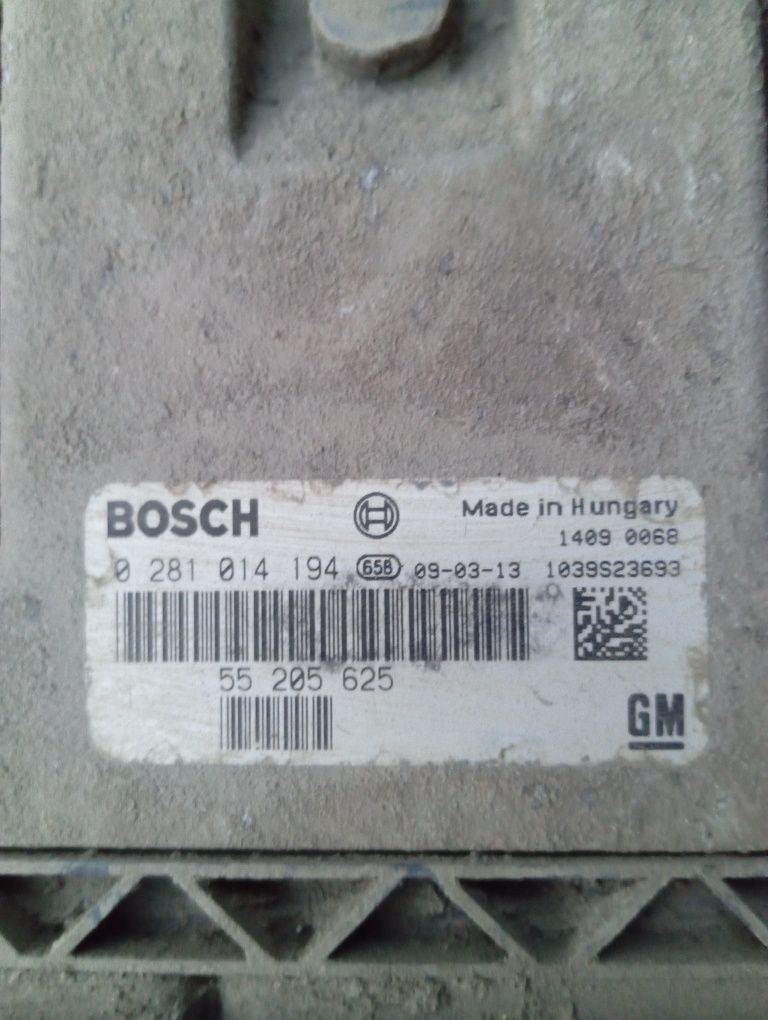 BOSCH Made in Hungary
1409 0068
0 281 014 194 658 09-03-13 1039S23693
55 205 625
GM